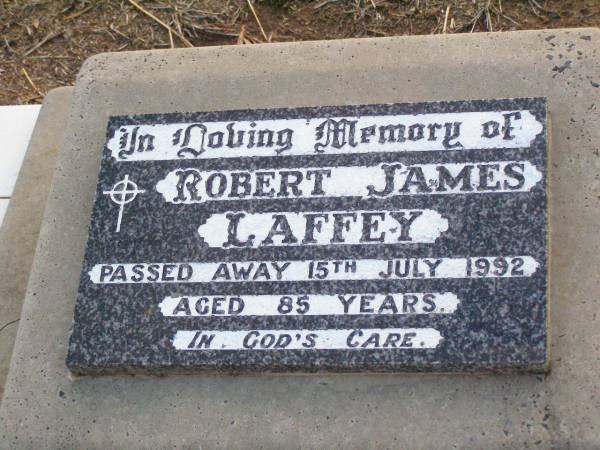 In Loving Memory of
ROBERT JAMES
LAFFEY
PASSED AWAY 15TH JULY 1992
AGED 85 YEARS.
IN GOD'S CARE.